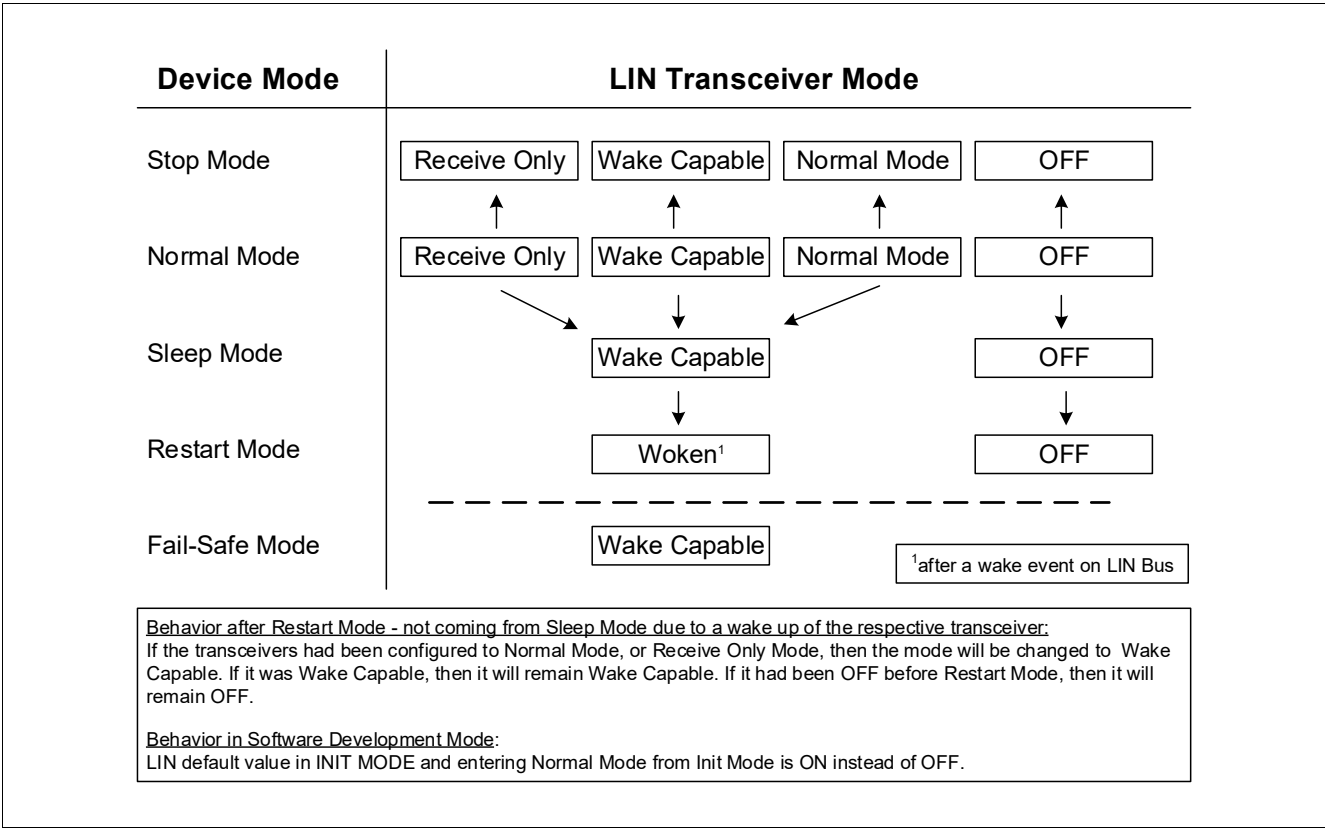 Device Mode LIN Transceiver Mode
Stop Mode Receive Only Wake Capable Normal Mode OFF
Normal Mode Receive Only Wake Capable Normal Mode OFF
Sleep Mode Wake Capable OFF
Restart Mode Woken¹ OFF
Fail-Safe Mode Wake Capable
¹after a wake event on LIN Bus
Behavior after Restart Mode - not coming from Sleep Mode due to a wake up of the respective transceiver:
If the transceivers had been configured to Normal Mode, or Receive Only Mode, then the mode will be changed to Wake
Capable. If it was Wake Capable, then it will remain Wake Capable. If it had been OFF before Restart Mode, then it will
remain OFF.
Behavior in Software Development Mode:
LIN default value in INIT MODE and entering Normal Mode from Init Mode is ON instead of OFF.